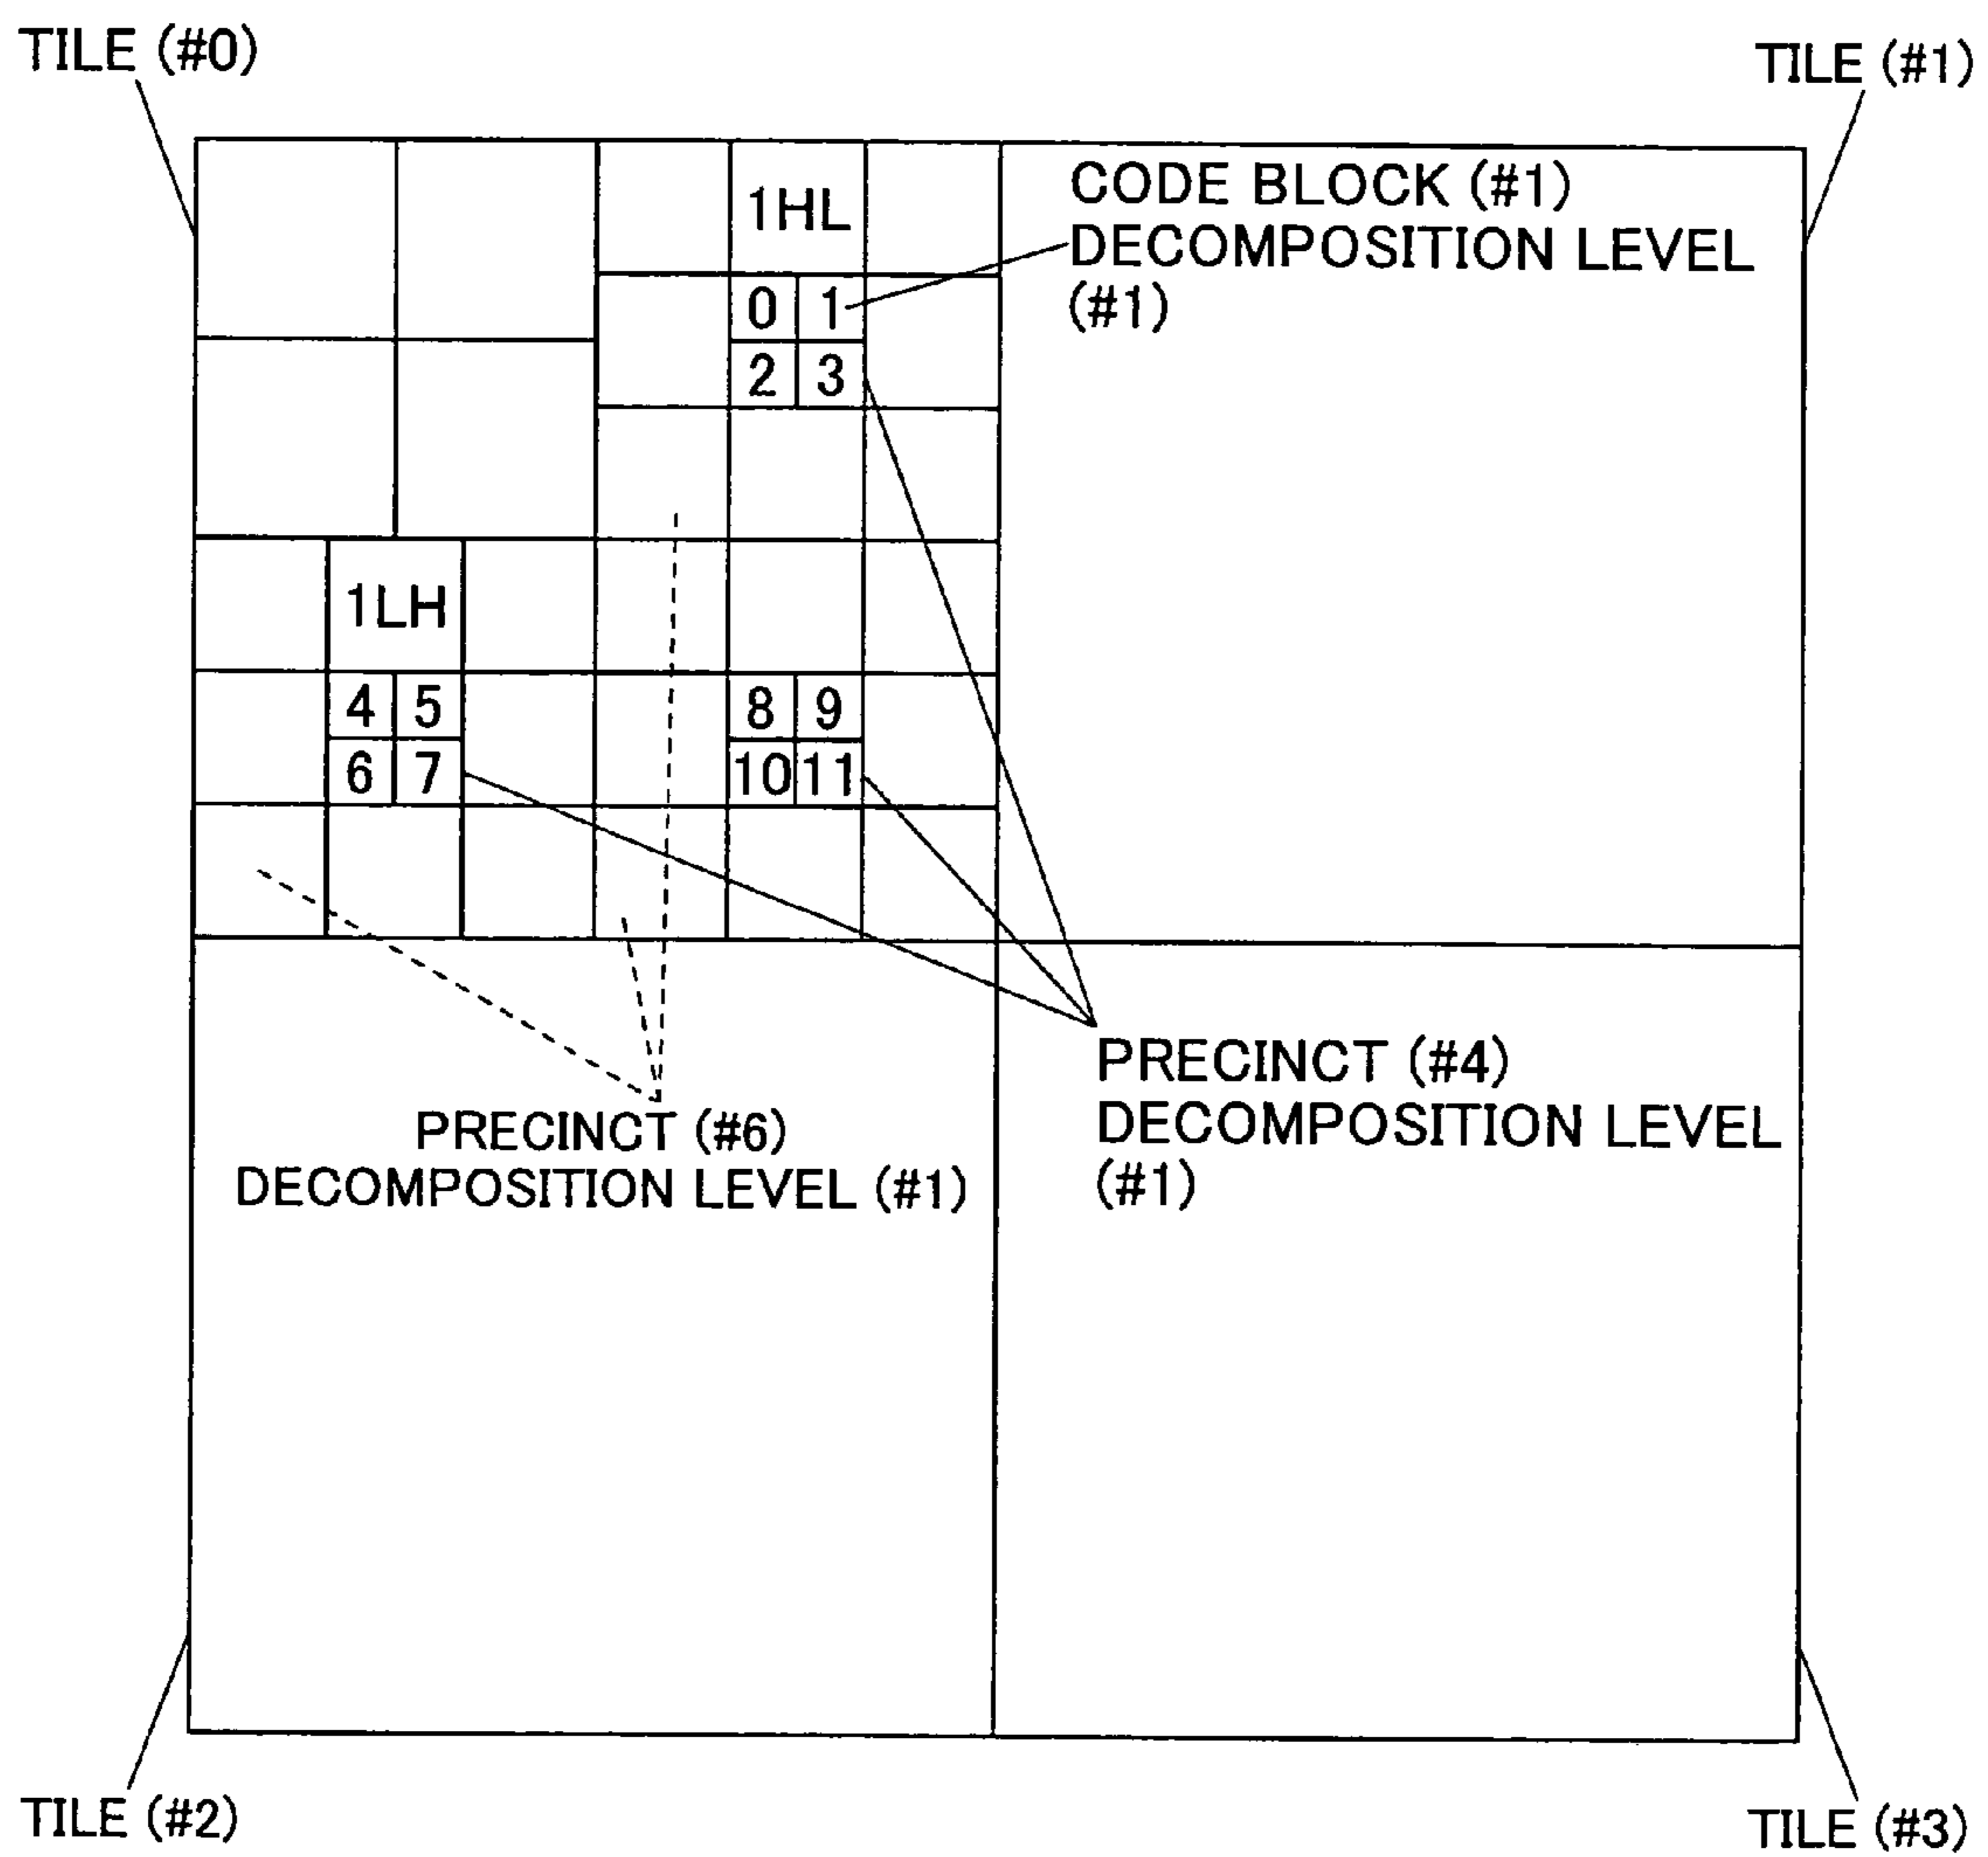 TILE (#0)
TILE (#1)
1HL
CODE BLOCK (#1)
DECOMPOSITION LEVEL
(#1)
0 1
2 3
1LH
4 5
6 7
8 9
10 11
PRECINCT (#4)
DECOMPOSITION LEVEL
(#1)
PRECINCT (#6)
DECOMPOSITION LEVEL (#1)
TILE (#2)
TILE (#3)